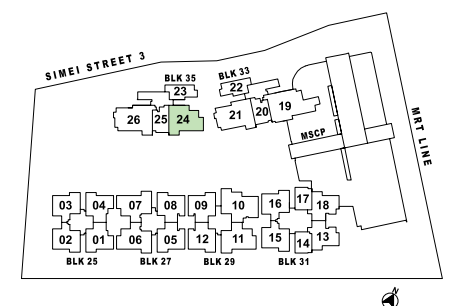 SIMEI STREET 3
BLK 35
BLK 33
23
22
26
25
24
21
20
19
MSCP
MRT LINE
03
04
07
08
09
10
16
17
18
02
01
06
05
12
11
15
14
13
BLK 25
BLK 27
BLK 29
BLK 31
N